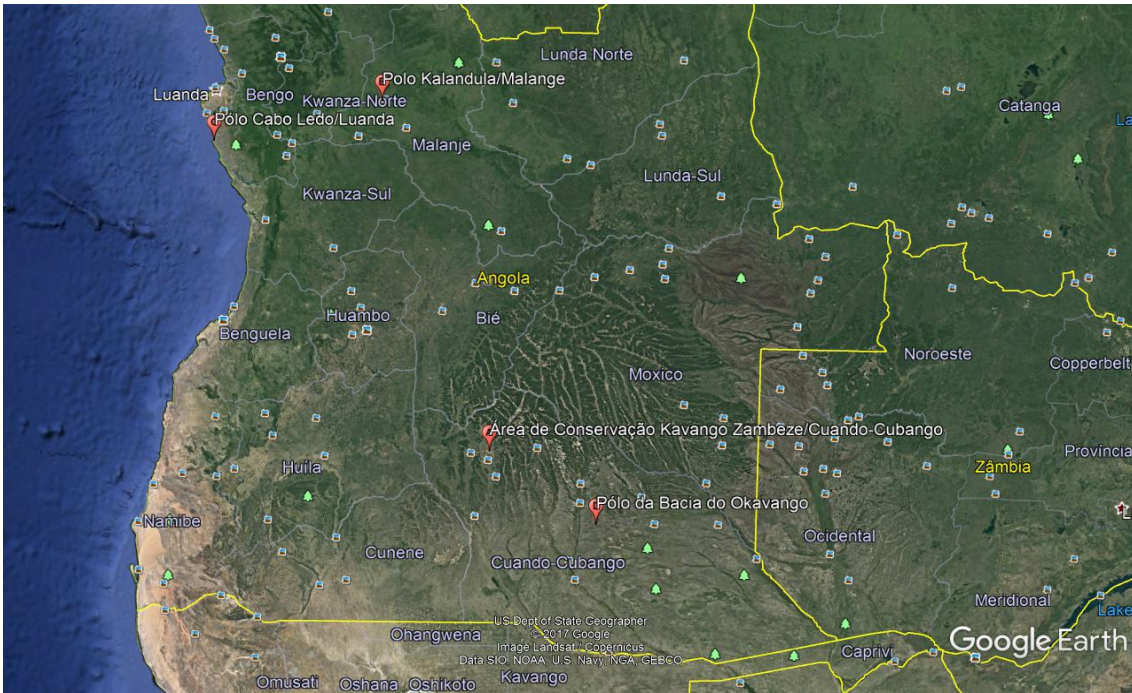 Lunda Norte
Polo Kalandula/Malange
Luanda
Bengo
Kwanza-Norte
Catanga
La
Pólo Cabo Ledo/Luanda
Malanje
Lunda-Sul
Kwanza-Sul
Angola
Huambo
Bié
Benguela
Noroeste
Copperbelt
Moxico
Área de Conservação Kavango Zambeze/Cuando-Cubango
Província
Huíla
Zâmbia
Pólo da Bacia do Okavango
L
Namibe
Ocidental
Cunene
Cuando-Cubango
Meridional
Lake
US Dept of State Geographer
© 2017 Google
Image Landsat / Copernicus
Data SIO, NOAA, U.S. Navy, NGA, GEBCO
Ohangwena
Google Earth
Caprivi
Kavango
Omusati
Oshana
Oshikoto